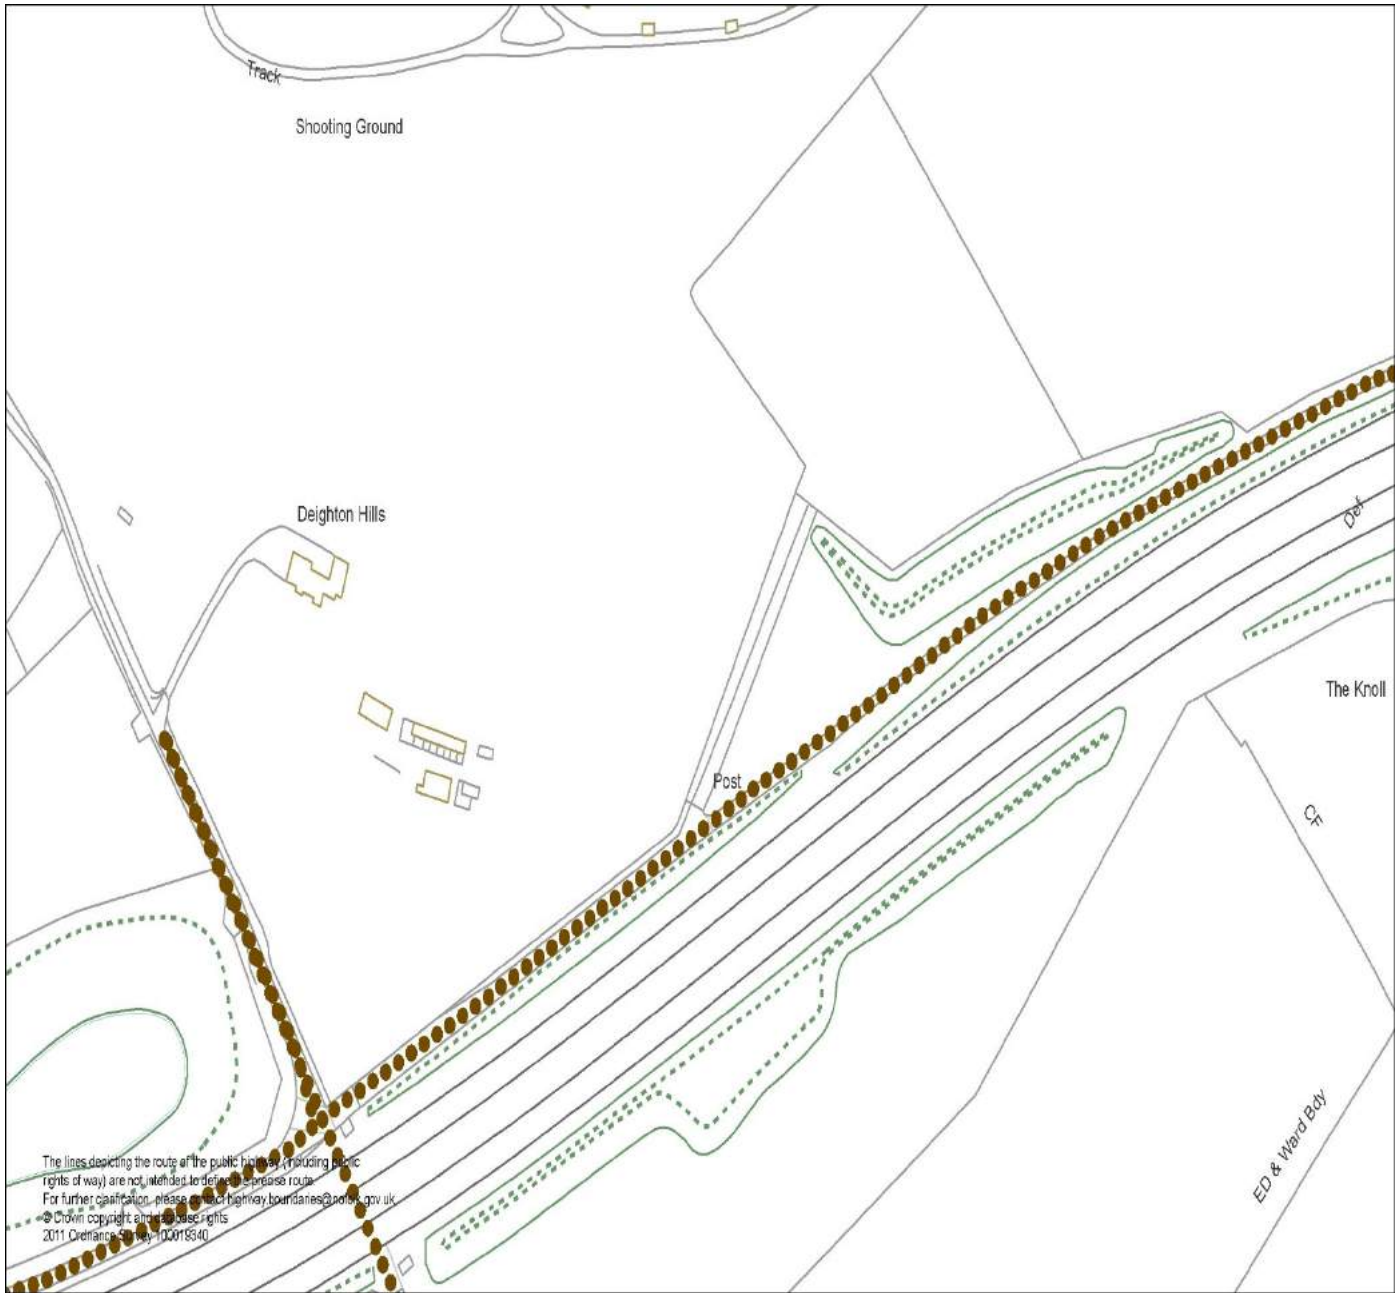 Track
Shooting Ground
Deighton Hills
Def
The Knoll
Post
CF
ED & Ward Bdy
The lines depicting the route of the public highway (including public
rights of way) are not intended to define the precise route.
For further clarification, please contact highway.boundaries@norfolk.gov.uk
© Crown copyright and database rights
2011 Ordnance Survey 100019340